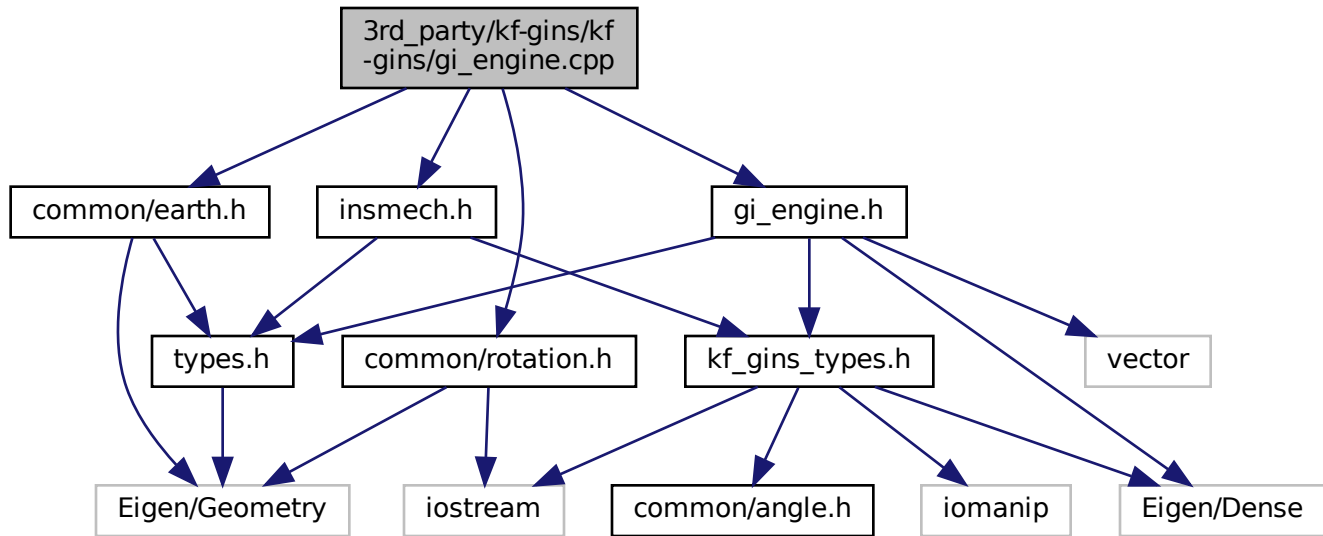 3rd_party/kf-gins/kf
-gins/gi_engine.cpp
common/earth.h
insmech.h
gi_engine.h
types.h
common/rotation.h
kf_gins_types.h
vector
Eigen/Geometry
iostream
common/angle.h
iomanip
Eigen/Dense